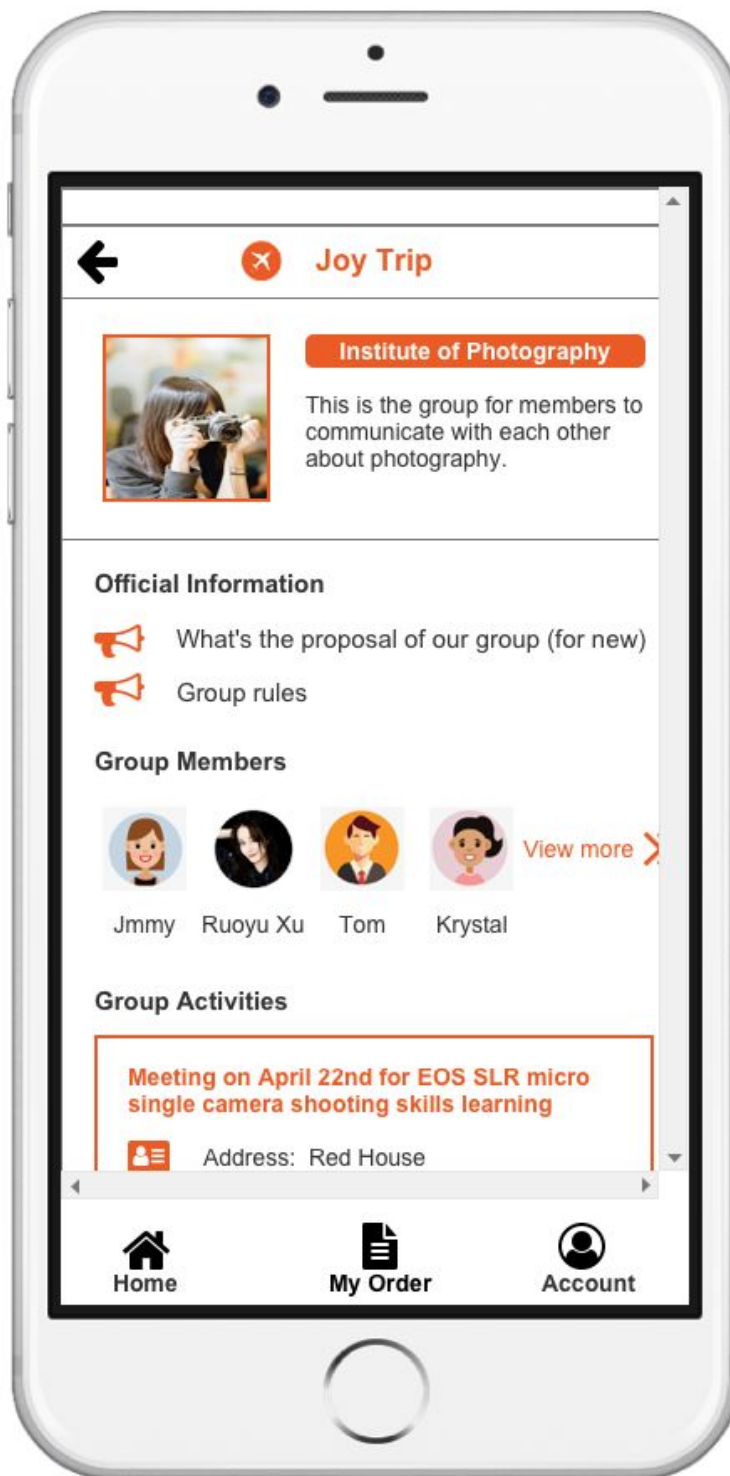 Joy Trip
Institute of Photography
This is the group for members to
communicate with each other
about photography.
Official Information
What's the proposal of our group (for new)
Group rules
Group Members
View more
Jmmy Ruoyu Xu Tom Krystal
Group Activities
Meeting on April 22nd for EOS SLR micro
single camera shooting skills learning
Address: Red House
Home My Order Account